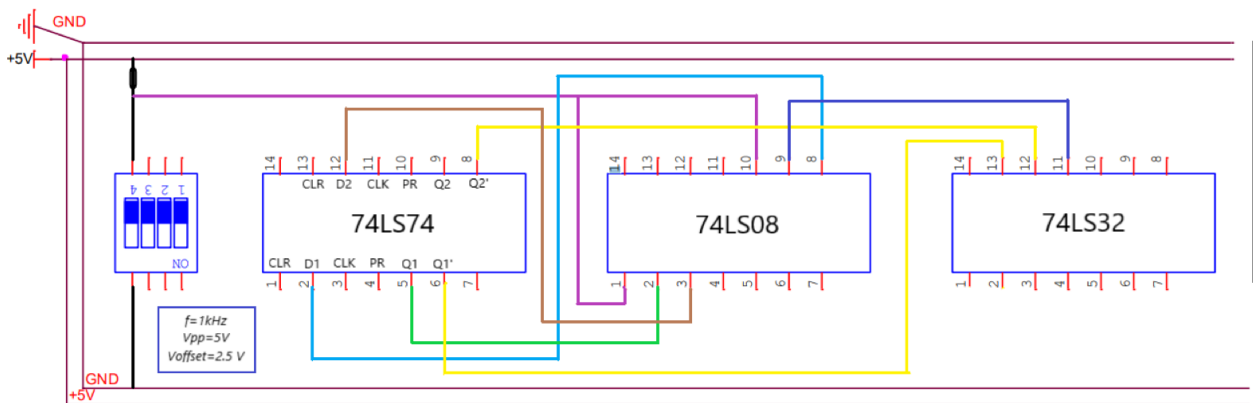 GND
+5V
14 13 12 11 10 9 8
14 13 12 11 10 9 8
14 13 12 11 10 9 8
4 3 2 1
ON
CLR D2 CLK PR Q2 Q2'
74LS74
CLR D1 CLK PR Q1 Q1'
74LS08
74LS32
1 2 3 4 5 6 7
1 2 3 4 5 6 7
1 2 3 4 5 6 7
f=1kHz
Vpp=5V
Voffset=2.5 V
GND
+5V